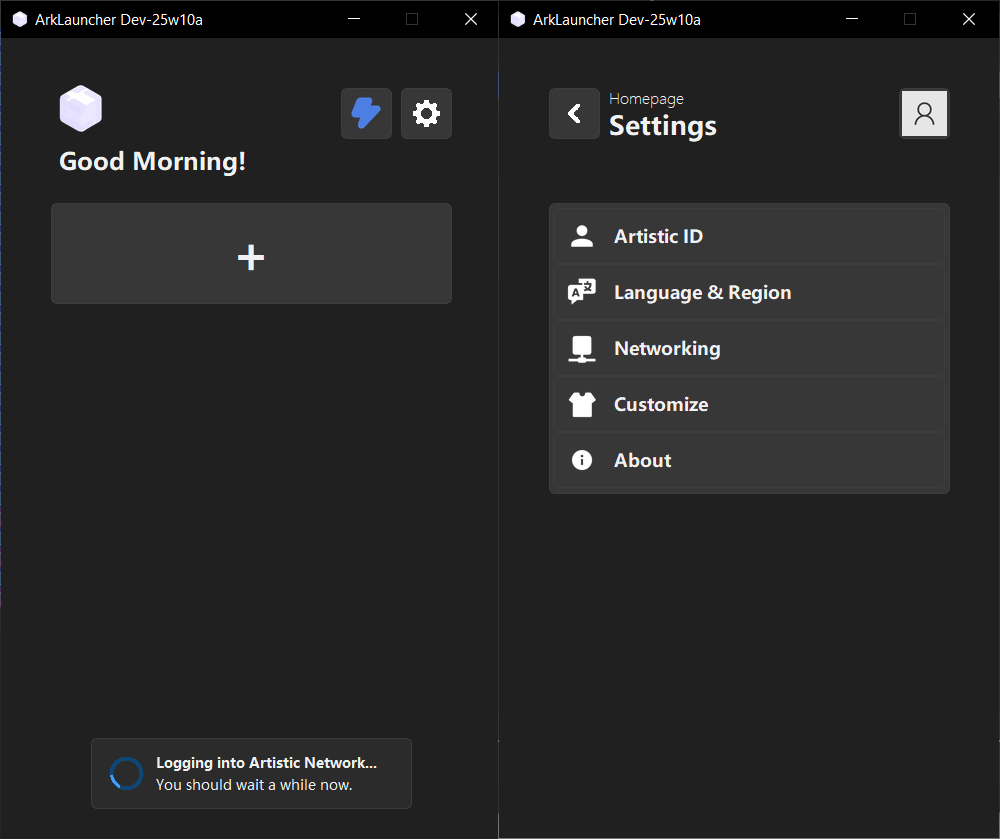 ArkLauncher Dev-25w10a
Good Morning!
Logging into Artistic Network...
You should wait a while now.
ArkLauncher Dev-25w10a
Homepage
Settings
Artistic ID
Language & Region
Networking
Customize
About